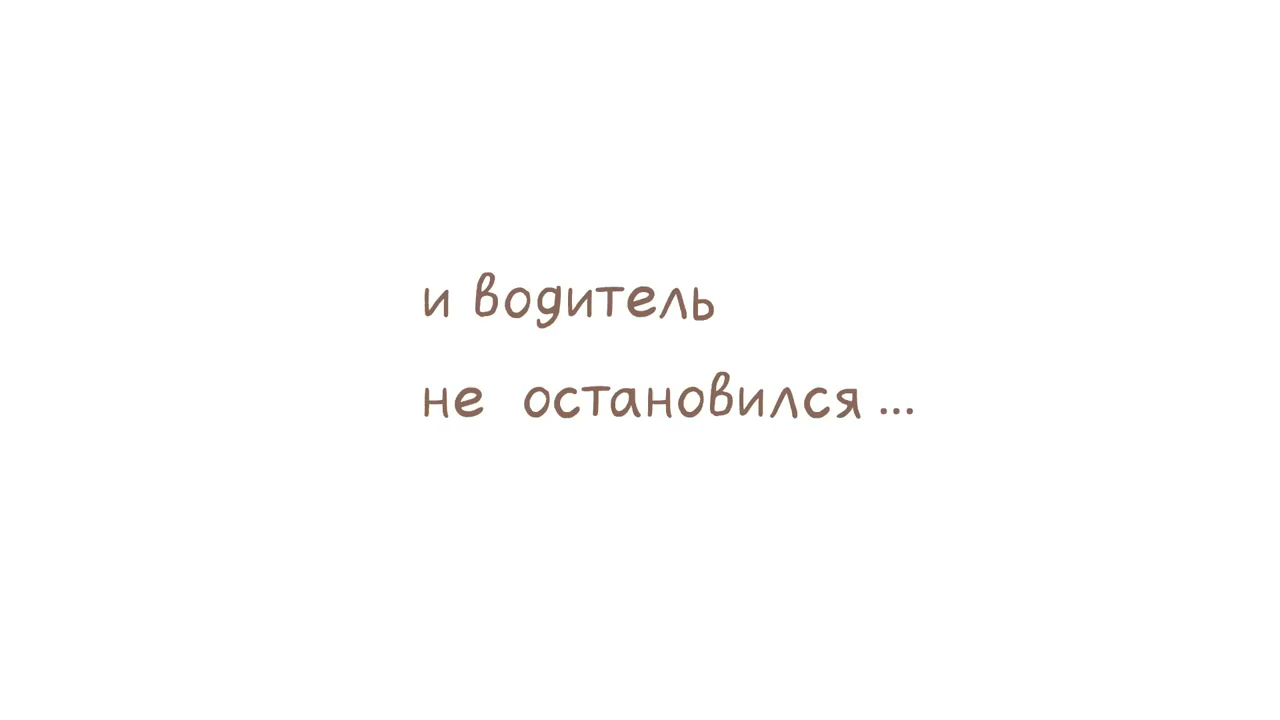 и водитель
не остановился ...